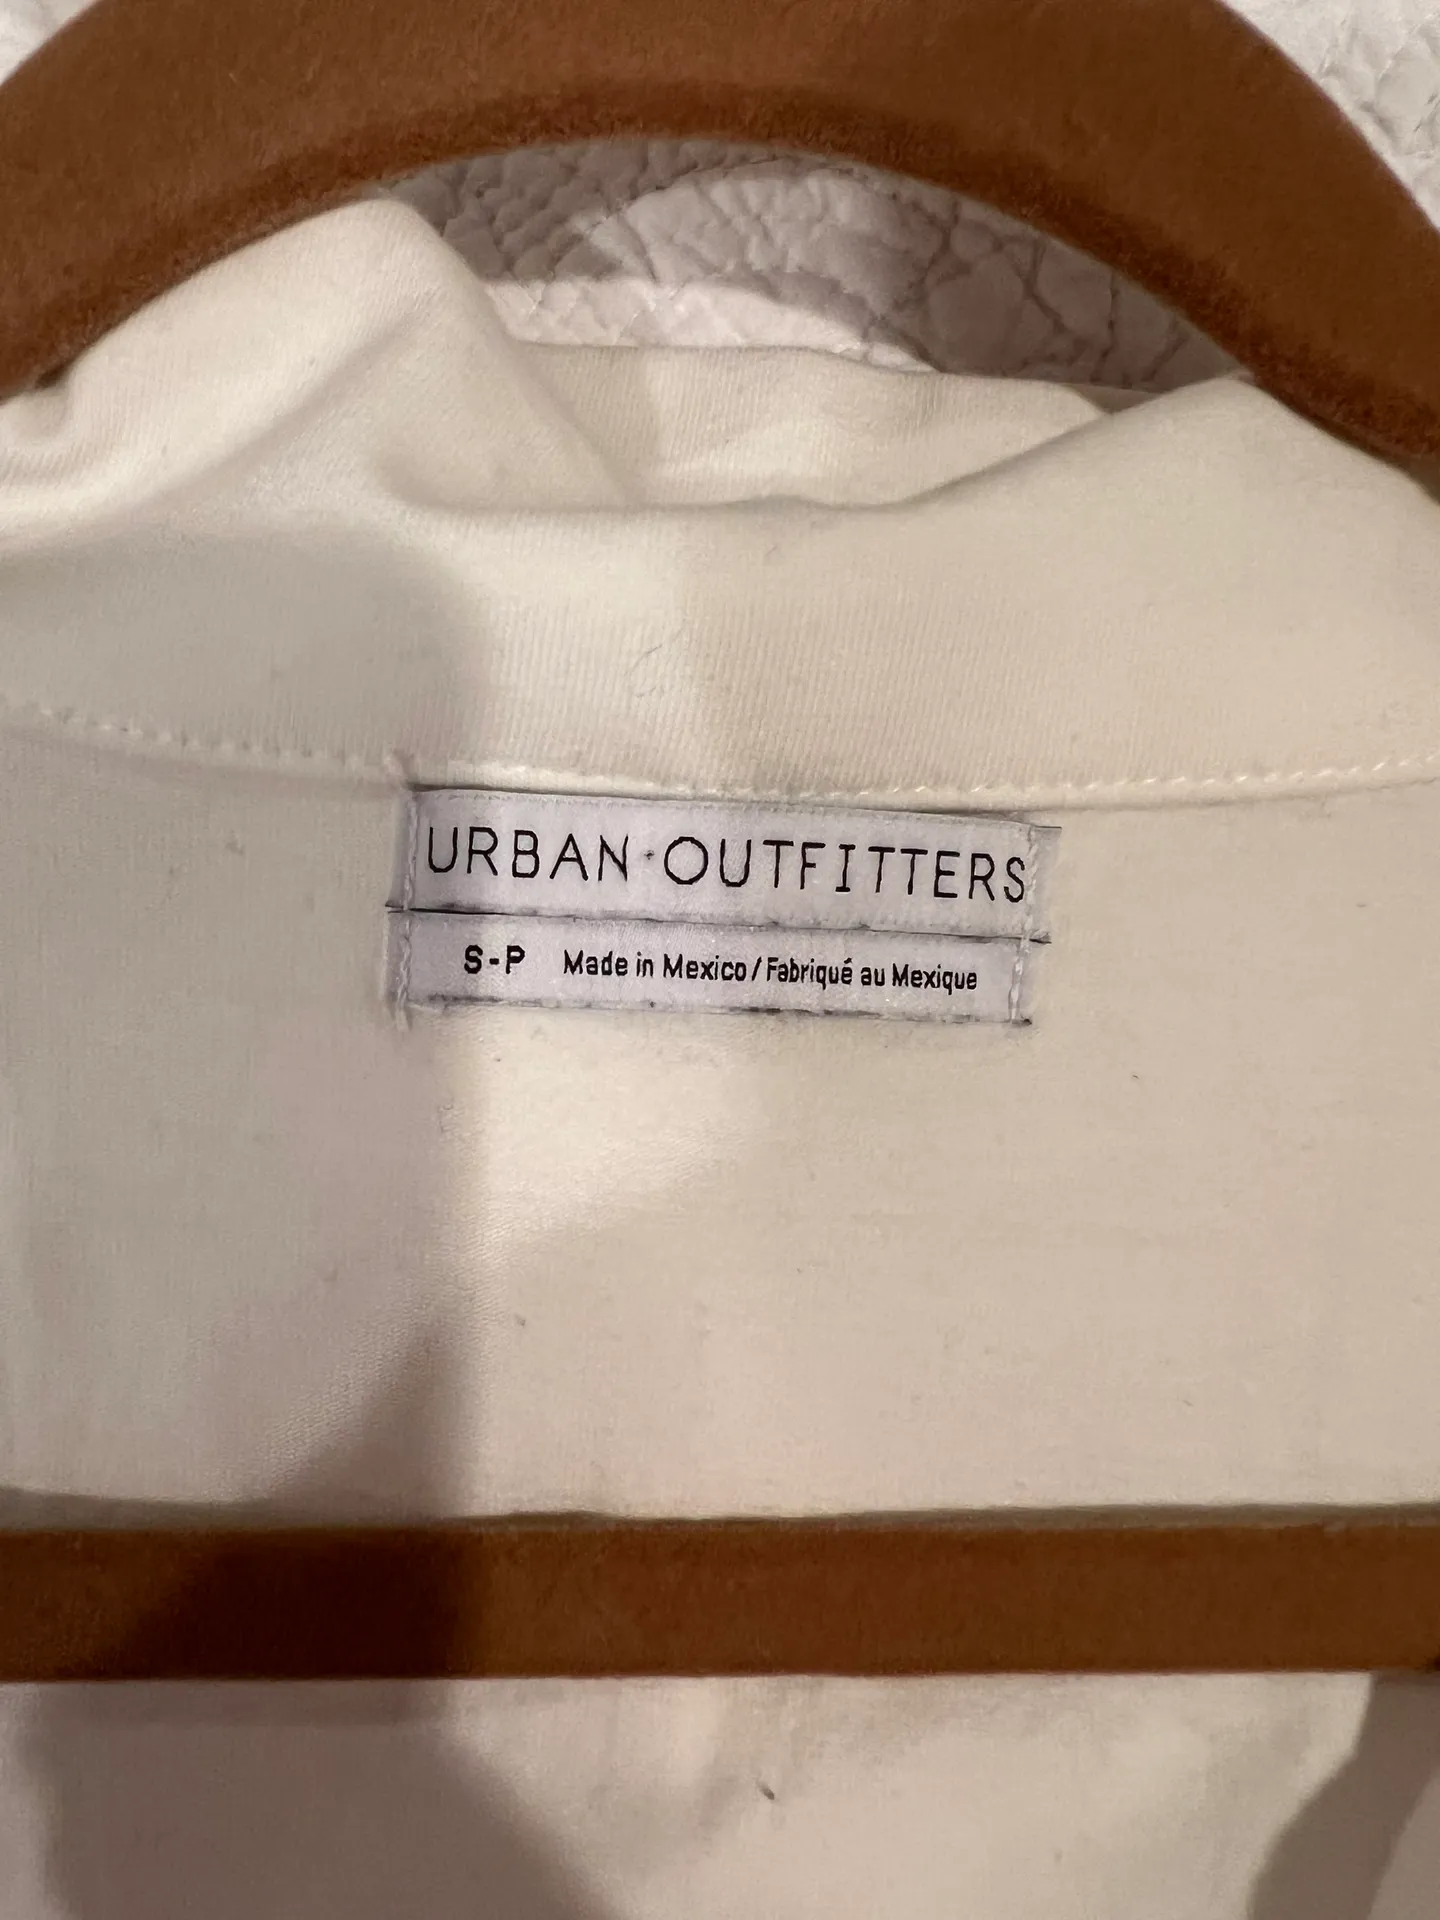 URBAN·OUTFITTERS
S-P Made in Mexico / Fabriqué au Mexique